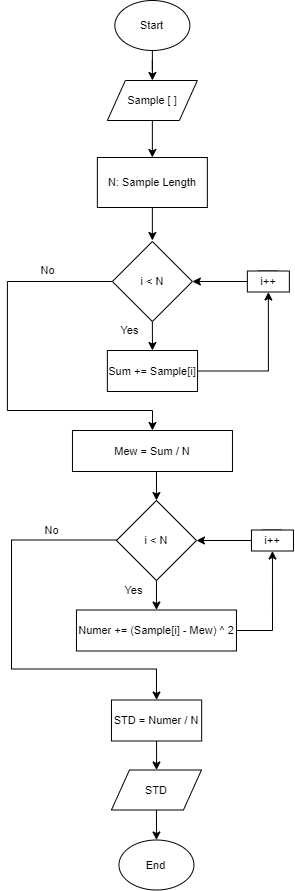 Start
Sample [ ]
N: Sample Length
i < N
i++
No
Yes
Sum += Sample[i]
Mew = Sum / N
i < N
i++
No
Yes
Numer += (Sample[i] - Mew) ^ 2
STD = Numer / N
STD
End